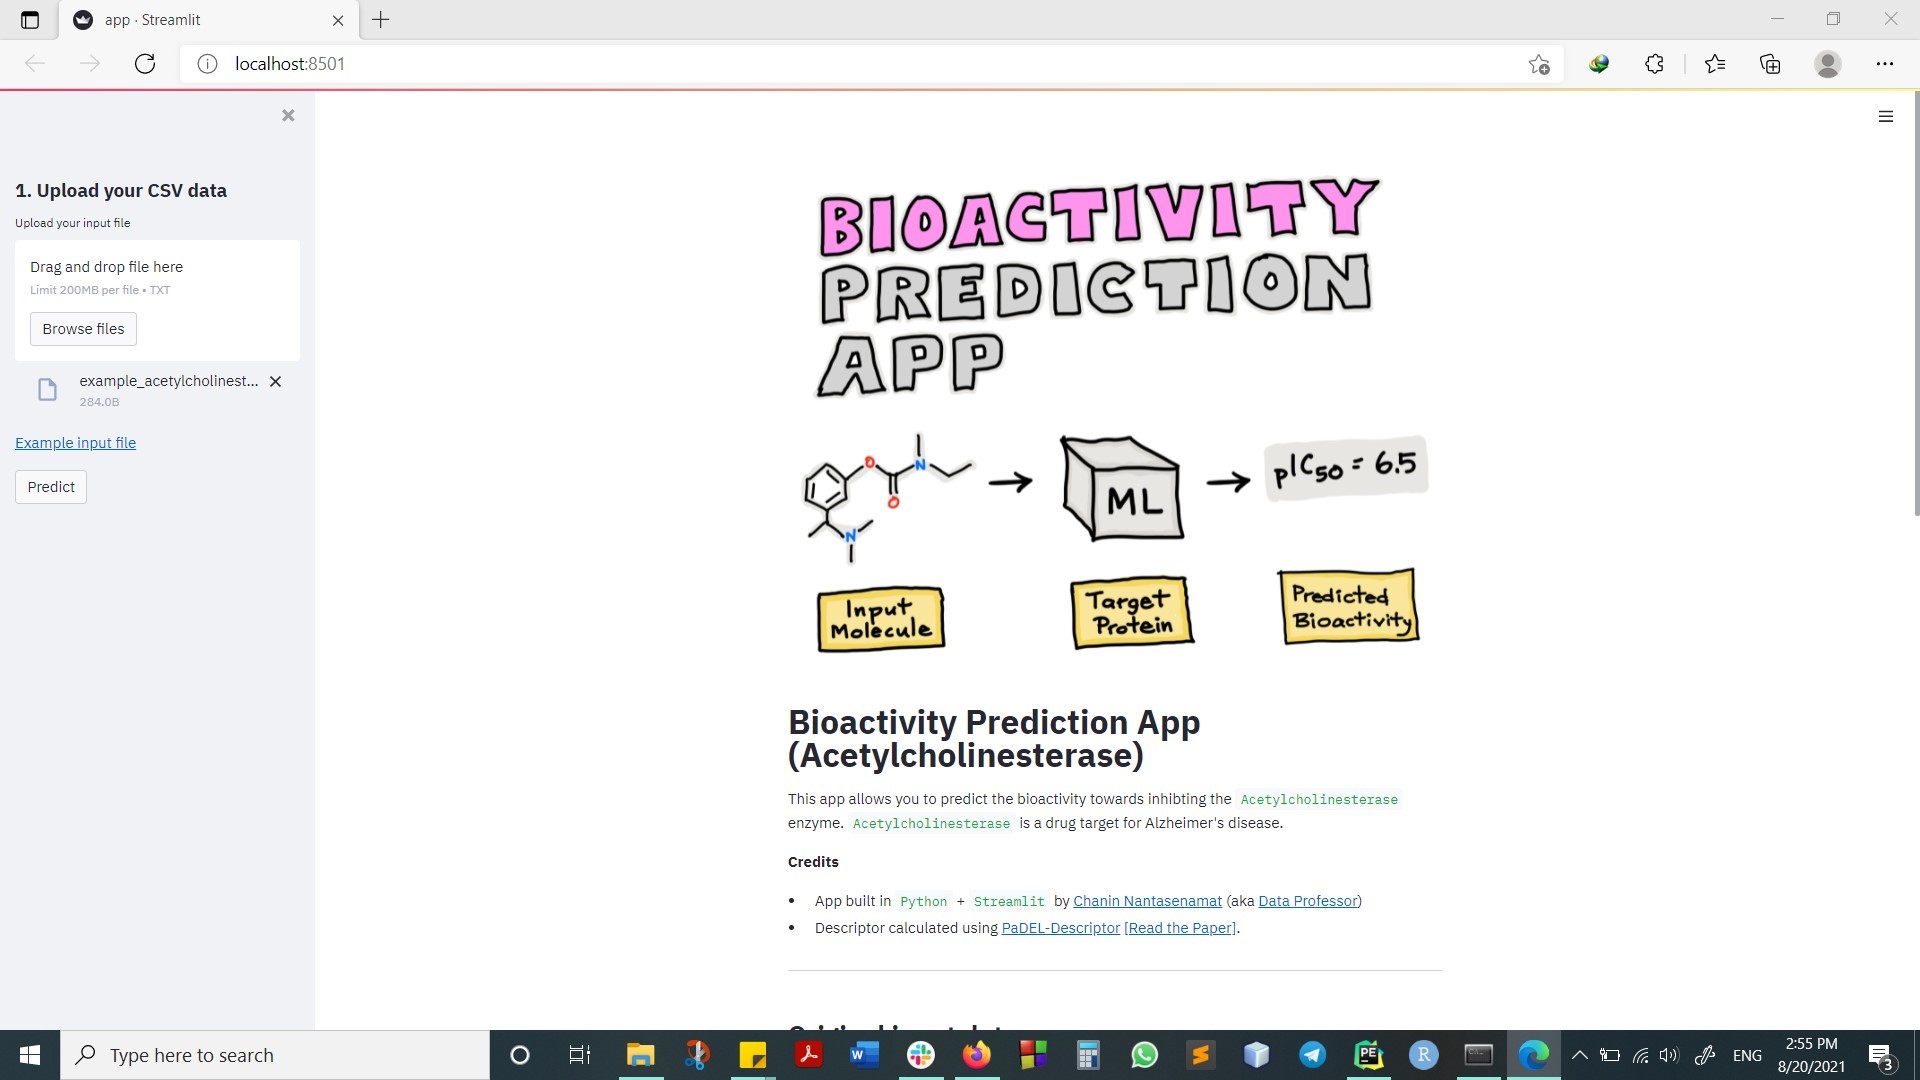 app · Streamlit
localhost:8501
1. Upload your CSV data
Upload your input file
Drag and drop file here
Limit 200MB per file • TXT
Browse files
example_acetylcholinest...
284.0B
Example input file
Predict
BIOACTIVITY
PREDICTION
APP
O
N
O
N
ML
pIC50 = 6.5
Input
Molecule
Target
Protein
Predicted
Bioactivity
Bioactivity Prediction App
(Acetylcholinesterase)
This app allows you to predict the bioactivity towards inhibting the Acetylcholinesterase
enzyme. Acetylcholinesterase is a drug target for Alzheimer's disease.
Credits
• App built in Python + Streamlit by Chanin Nantasenamat (aka Data Professor)
• Descriptor calculated using PaDEL-Descriptor [Read the Paper].
Type here to search
W
PE
R
ENG
2:55 PM
8/20/2021
3